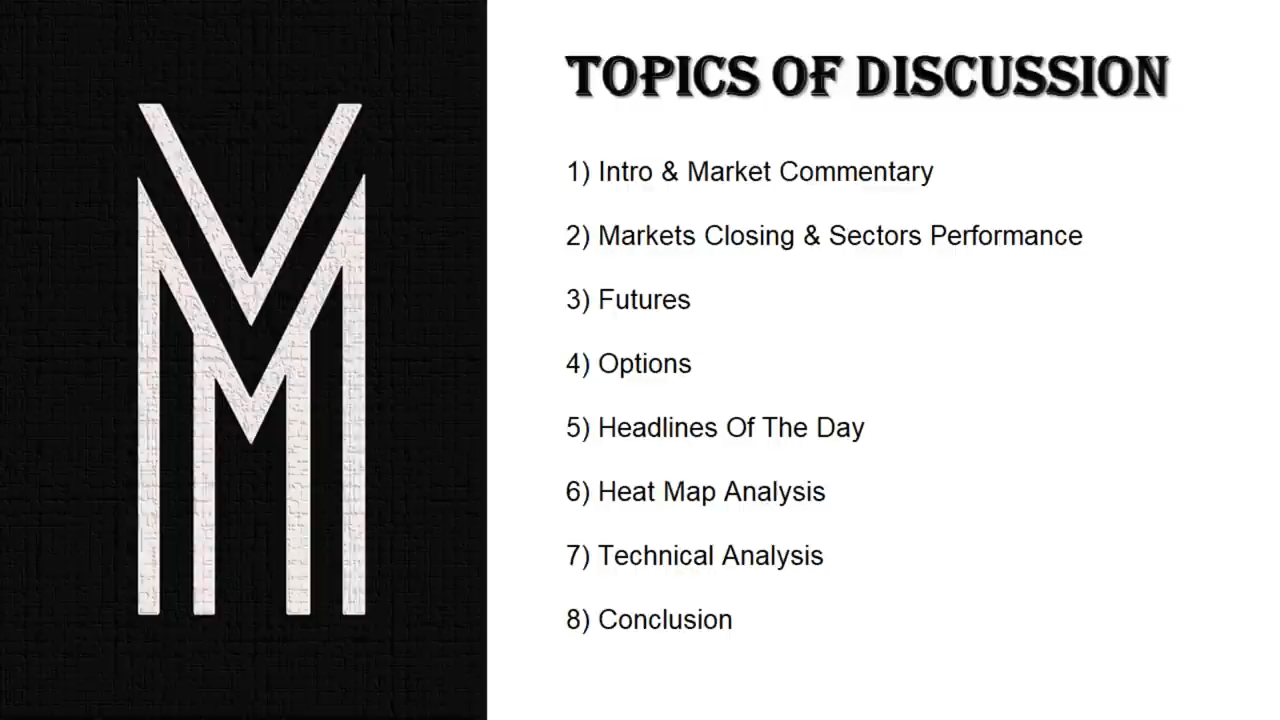 TOPICS OF DISCUSSION
1) Intro & Market Commentary
2) Markets Closing & Sectors Performance
3) Futures
4) Options
5) Headlines Of The Day
6) Heat Map Analysis
7) Technical Analysis
8) Conclusion